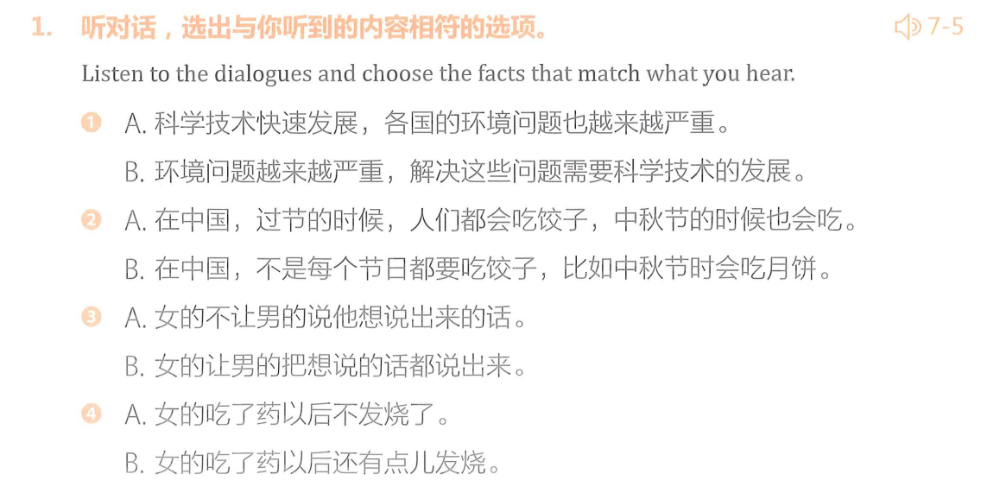 1. 听对话，选出与你听到的内容相符的选项。 7-5
Listen to the dialogues and choose the facts that match what you hear.
1 A. 科学技术快速发展，各国的环境问题也越来越严重。
B. 环境问题越来越严重，解决这些问题需要科学技术的发展。
2 A. 在中国，过节的时候，人们都会吃饺子，中秋节的时候也会吃。
B. 在中国，不是每个节日都要吃饺子，比如中秋节时会吃月饼。
3 A. 女的不让男的说他想说出来的话。
B. 女的让男的把想说的话都说出来。
4 A. 女的吃了药以后不发烧了。
B. 女的吃了药以后还有点儿发烧。